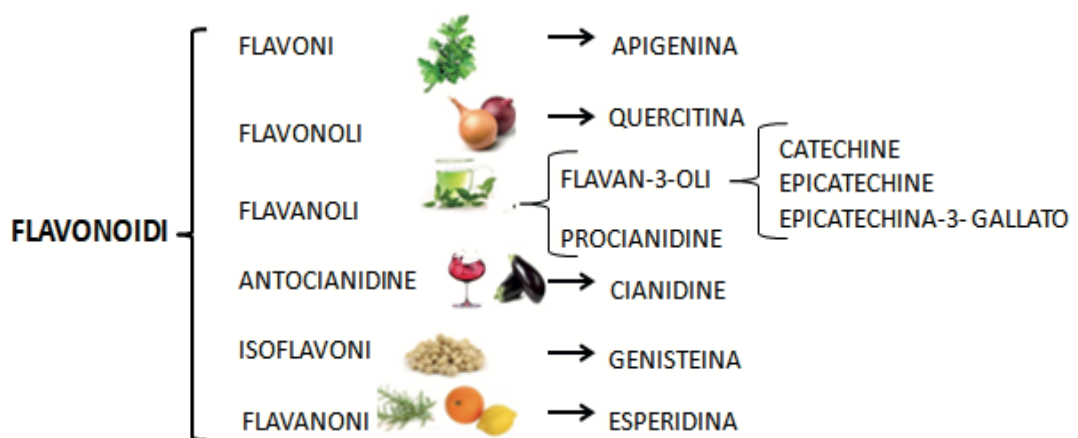 FLAVONOIDI
FLAVONI
APIGENINA
FLAVONOLI
QUERCITINA
FLAVANOLI
FLAVAN-3-OLI
CATECHINE
EPICATECHINE
EPICATECHINA-3- GALLATO
PROCIANIDINE
ANTOCIANIDINE
CIANIDINE
ISOFLAVONI
GENISTEINA
FLAVANONI
ESPERIDINA